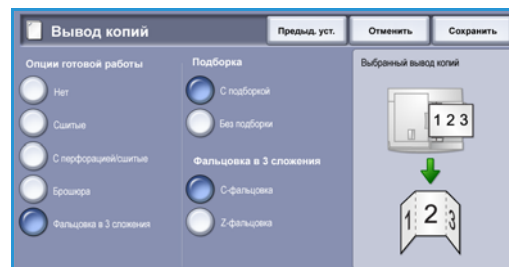 Вывод копий
Предыд. уст.
Отменить
Сохранить
Опции готовой работы
Нет
Сшитые
С перфорацией/сшитые
Брошюра
Фальцовка в 3 сложения
Подборка
С подборкой
Без подборки
Фальцовка в 3 сложения
С-фальцовка
Z-фальцовка
Выбранный вывод копий
1 2 3
1 2 3